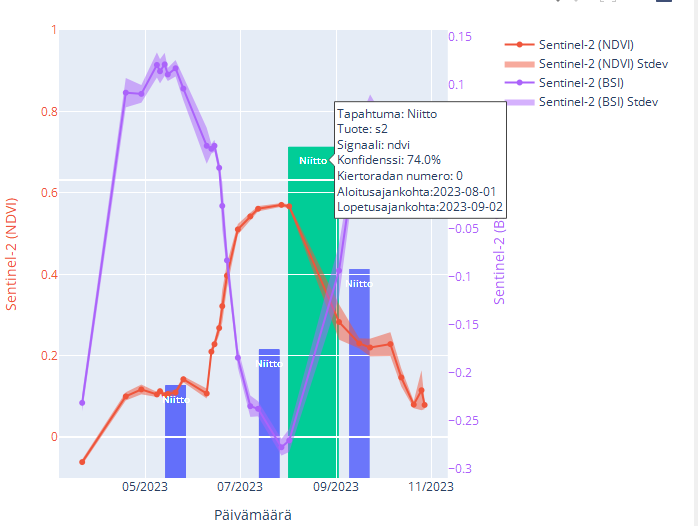 1
0.8
0.6
0.4
0.2
0
Sentinel-2 (NDVI)
0.15
0.1
−0.05
−0.1
−0.15
−0.2
−0.25
−0.3
Sentinel-2 (B
Sentinel-2 (NDVI)
Sentinel-2 (NDVI) Stdev
Sentinel-2 (BSI)
Sentinel-2 (BSI) Stdev
Tapahtuma: Niitto
Tuote: s2
Signaali: ndvi
Konfidenssi: 74.0%
Kiertoradan numero: 0
Aloitusajankohta:2023-08-01
Lopetusajankohta:2023-09-02
Niitto
Niitto
Niitto
Niitto
05/2023
07/2023
09/2023
11/2023
Päivämäärä